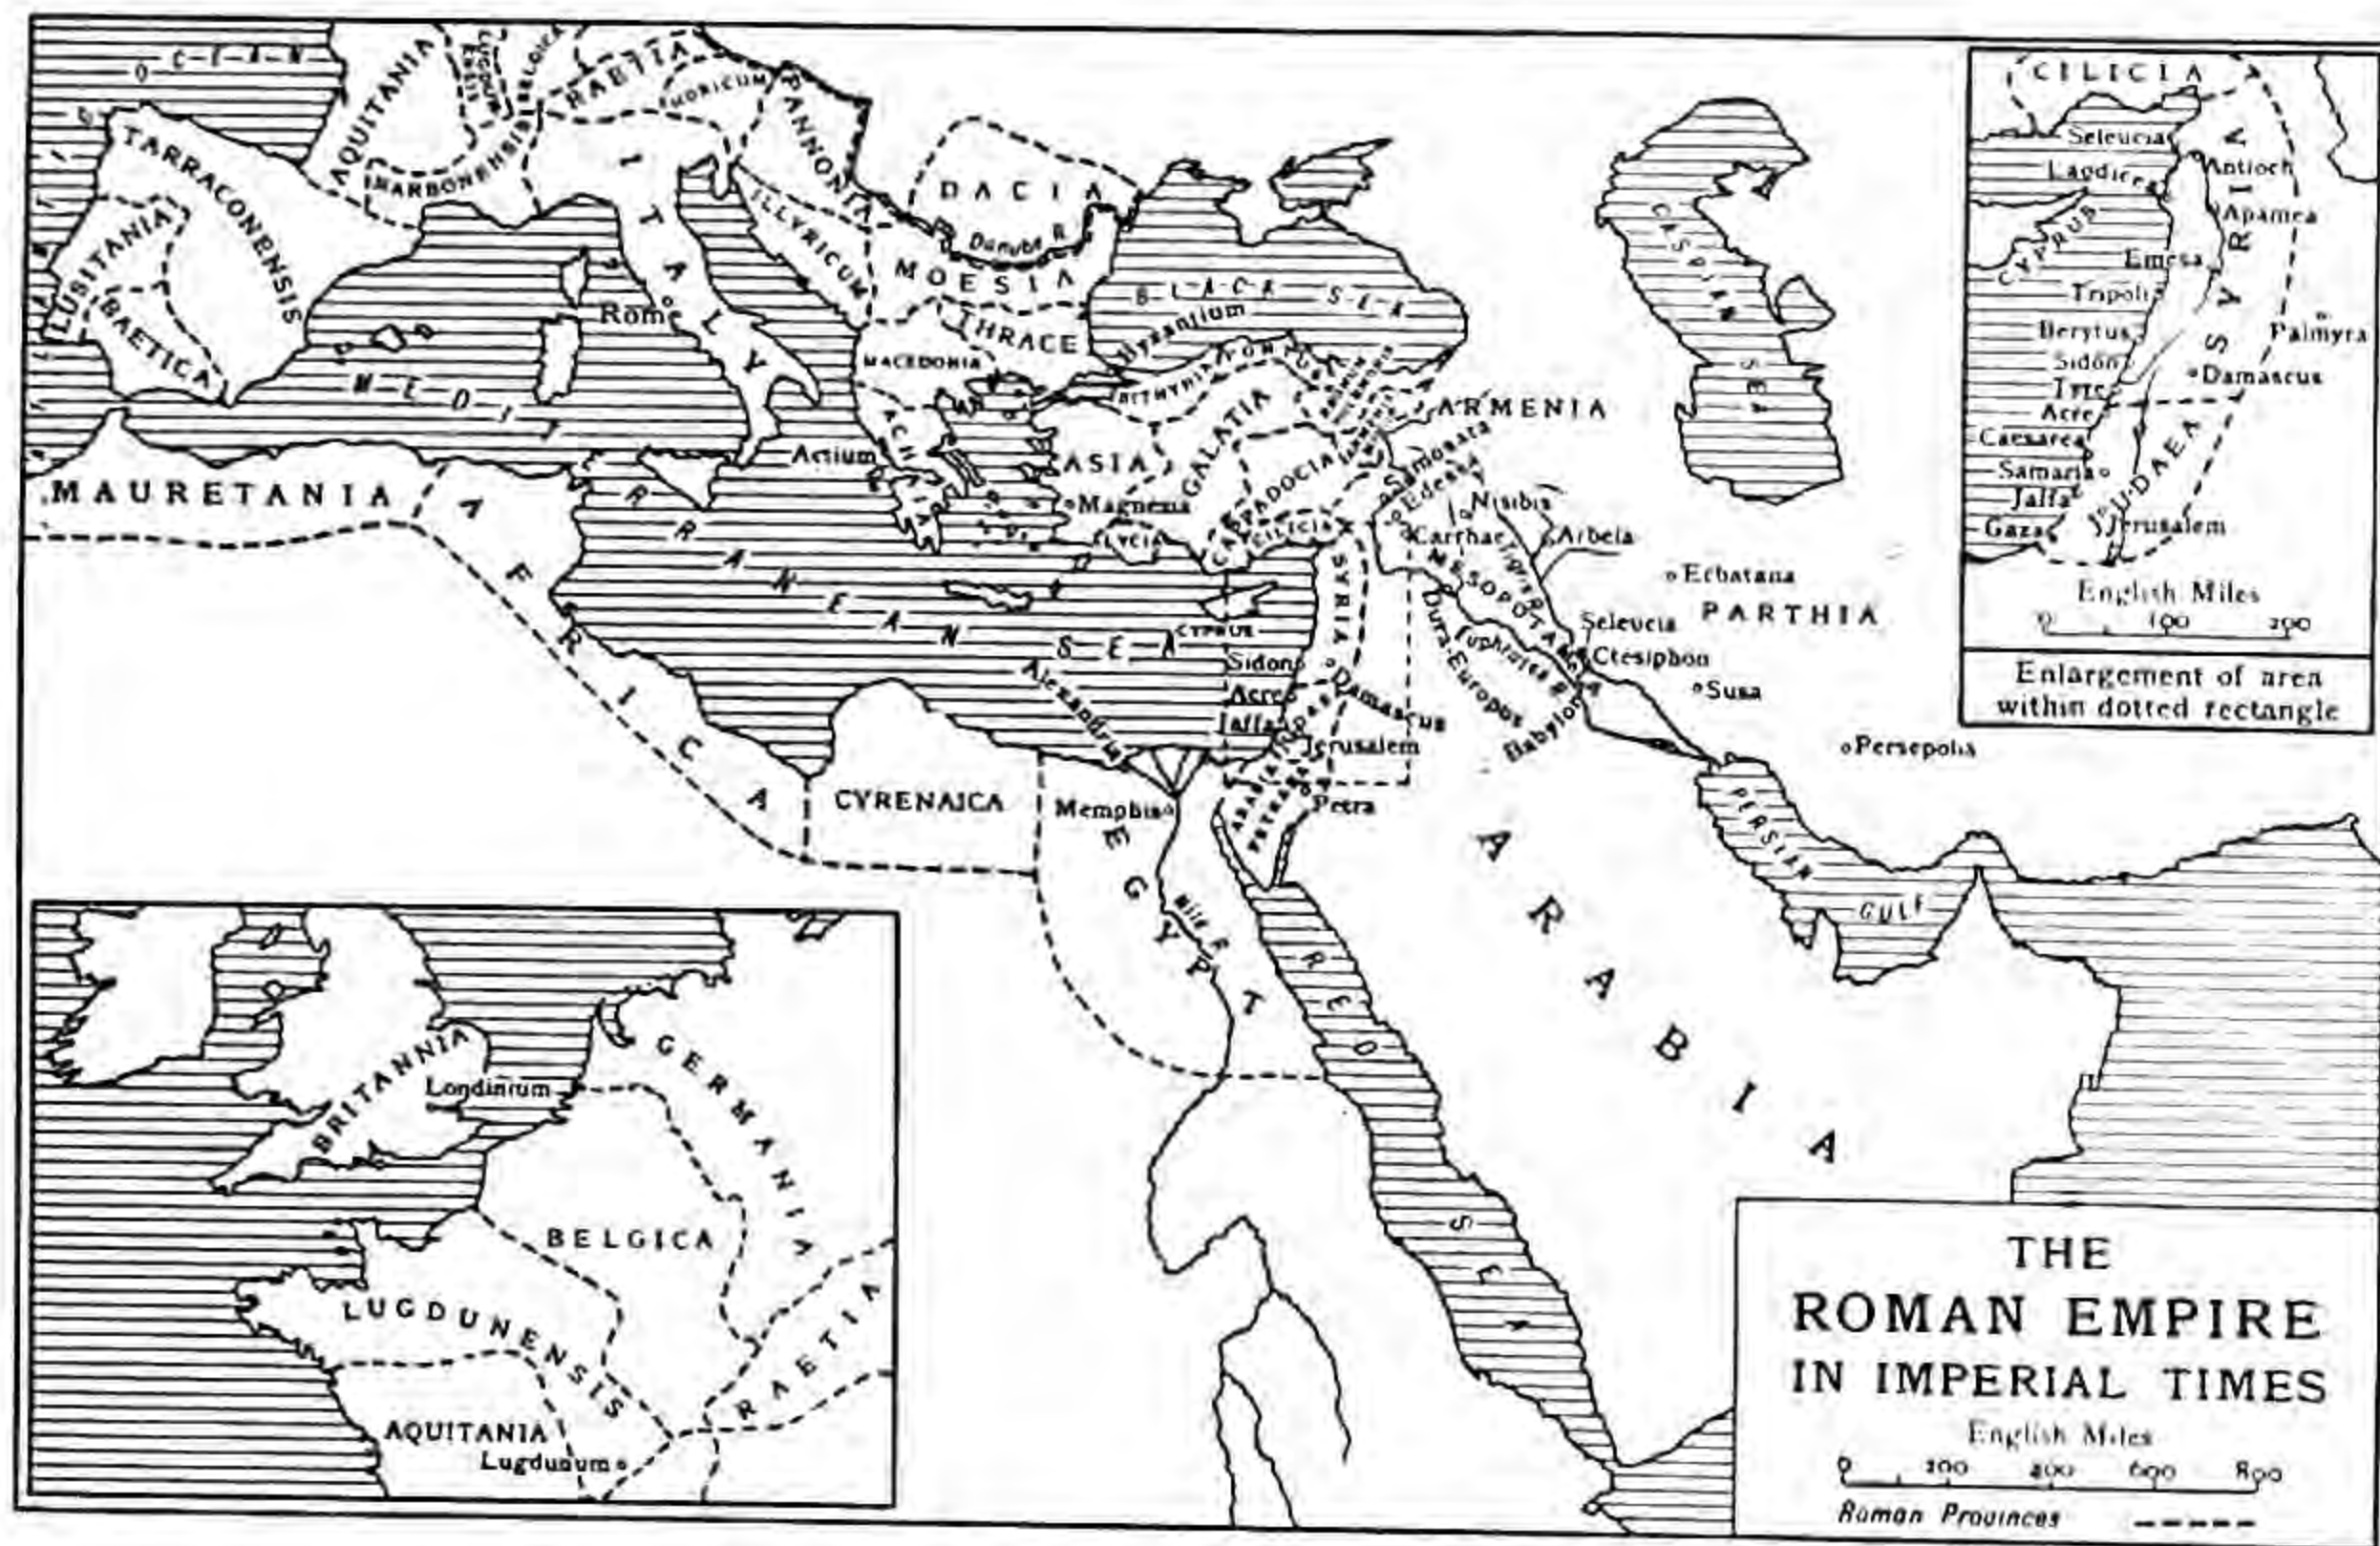 OCEAN
AQUITANIA
BELGICA
RAETIA
NORICUM
PANNONIA
TARRACONENSIS
NARBONENSIS
LUSITANIA
BAETICA
ITALY
Rome
ILLYRICUM
DACIA
Danube R.
MOESIA
THRACE
MACEDONIA
BLACK SEA
Byzantium
BITHYNIA
PONTUS
CASPIAN SEA
ARMENIA
GALATIA
ASIA
Magnesia
CAPPADOCIA
LYCIA
CILICIA
ACHAIA
Actium
Samosata
Edessa
Nisibis
Carrhae
Arbela
Tigris
MESOPOTAMIA
Ecbatana
PARTHIA
Dura-Europus
Euphrates R.
Seleucia
Ctesiphon
Babylon
Susa
Persepolis
MAURETANIA
AFRICA
MEDITERRANEAN SEA
CYPRUS
SYRIA
Sidon
Acre
Jaffa
Damascus
Jerusalem
Alexandria
CYRENAICA
Memphis
EGYPT
Nile R.
ARABIA
PETRAEA
Petra
ARABIA
PERSIAN
GULF
RED SEA
CILICIA
Seleucia
Laodicea
Antioch
Apamea
CYPRUS
SYRIA
Emesa
Tripoli
Berytus
Palmyra
Sidon
Tyre
Damascus
Acre
Caesarea
Samaria
Jaffa
JUDAEA
Gaza
Jerusalem
English Miles
0 100 200
Enlargement of area
within dotted rectangle
BRITANNIA
Londinium
GERMANIA
BELGICA
LUGDUNENSIS
RAETIA
AQUITANIA
Lugdunum
THE
ROMAN EMPIRE
IN IMPERIAL TIMES
English Miles
0 200 400 600 800
Roman Provinces